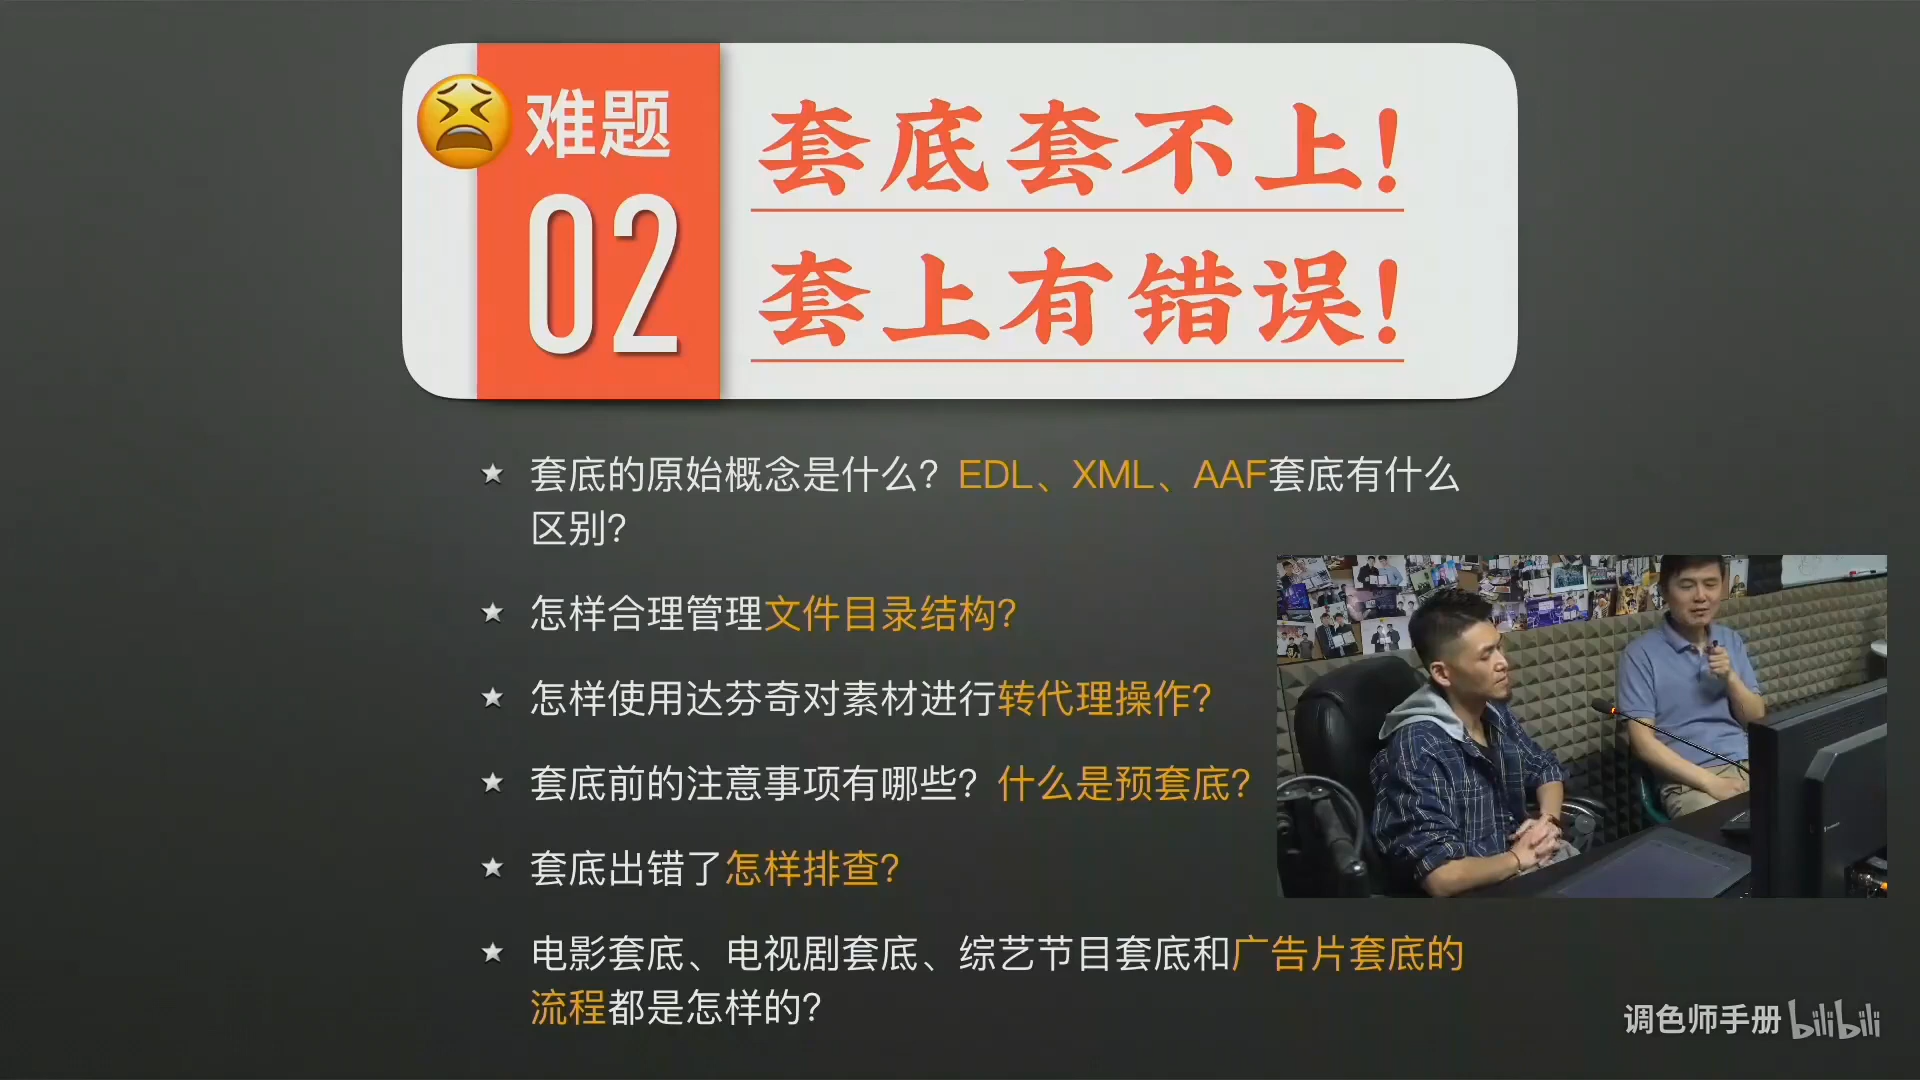 难题
02
套底套不上!
套上有错误!
★ 套底的原始概念是什么? EDL、XML、AAF套底有什么
区别?
★ 怎样合理管理文件目录结构?
★ 怎样使用达芬奇对素材进行转代理操作?
★ 套底前的注意事项有哪些? 什么是预套底?
★ 套底出错了怎样排查?
★ 电影套底、电视剧套底、综艺节目套底和广告片套底的
流程都是怎样的?
调色师手册 bilibili